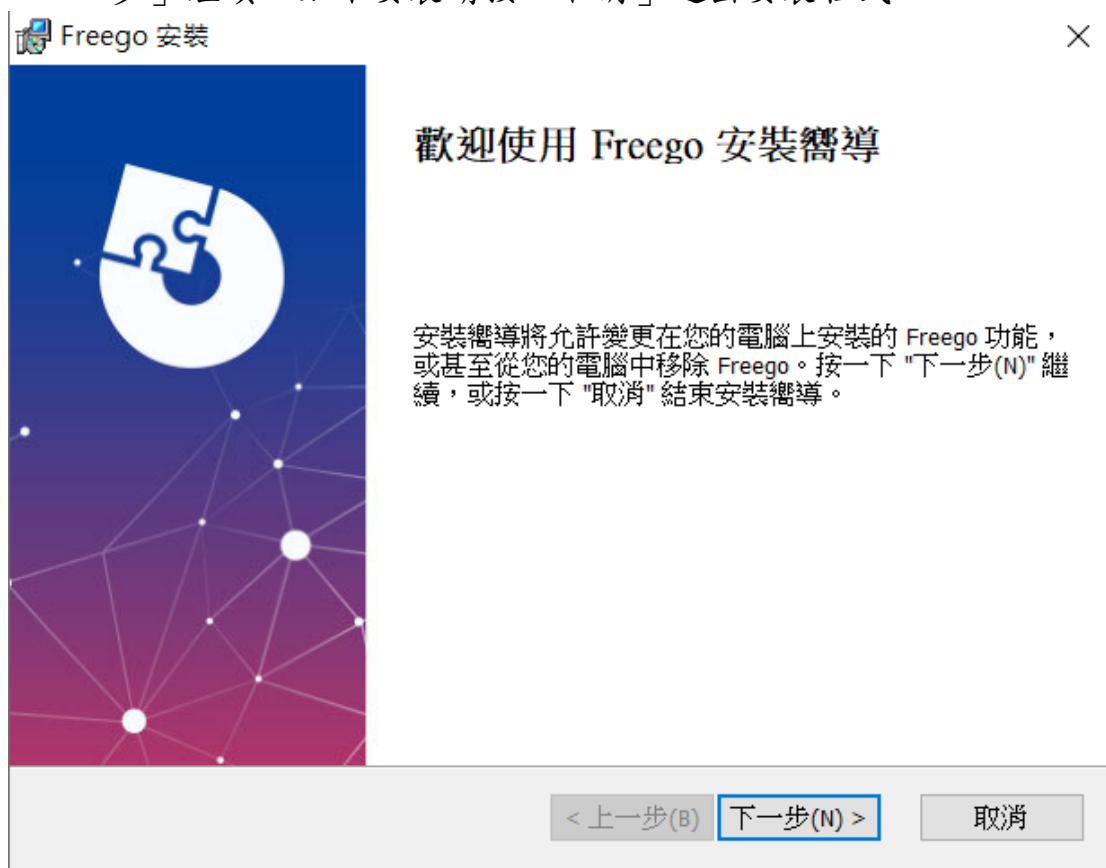 Freego 安裝
歡迎使用 Freego 安裝嚮導
安裝嚮導將允許變更在您的電腦上安裝的 Freego 功能，
或甚至從您的電腦中移除 Freego。按一下 "下一步(N)" 繼
續，或按一下 "取消" 結束安裝嚮導。
< 上一步(B)
下一步(N) >
取消